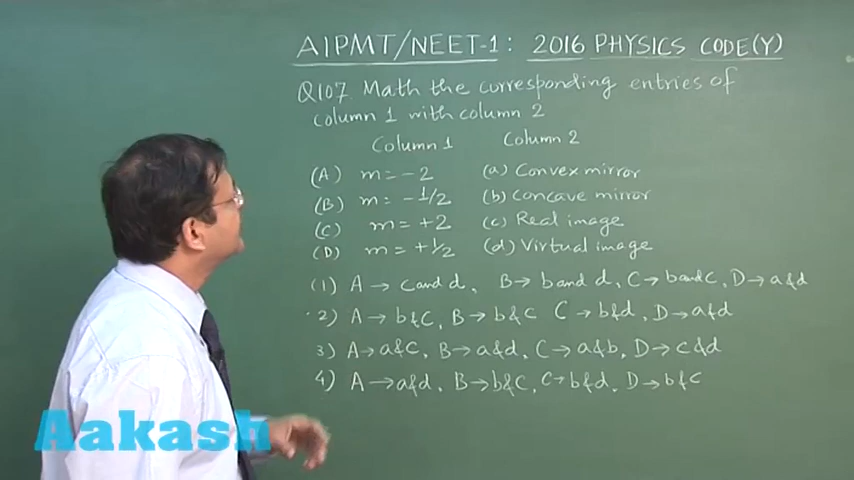 AIPMT/NEET-1: 2016 PHYSICS CODE(Y)
Q107. Math the corresponding entries of
column 1 with column 2
Column 1 Column 2
(A) m = -2 (a) Convex mirror
(B) m = -1/2 (b) Concave mirror
(C) m = +2 (c) Real image
(D) m = +1/2 (d) Virtual image
(1) A → c and d, B → b and d, C → b and c, D → a & d
2) A → b & c, B → b & c C → b & d, D → a & d
3) A → a & c, B → a & d, C → a & b, D → c & d
4) A → a & d, B → b & c, C → b & d, D → b & c
Aakash